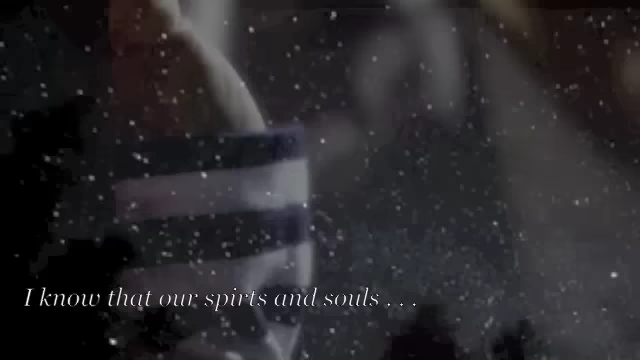 I know that our spirts and souls . . .